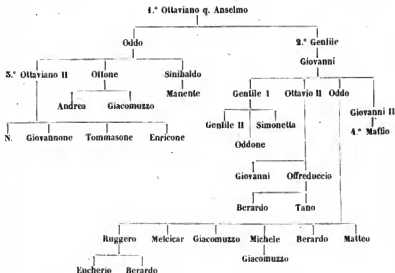 1.º Ottaviano q. Anselmo
Oddo 2.º Gentile
Giovanni
3.º Ottaviano II Offone Sinibaldo
Gentile I Ottavio II Oddo
Andrea Giacomuzzo Manente
Giovanni II
Gentile II Simonetta 4.º Maffio
N. Giovannone Tommasone Enricone
Oddone
Giovanni Offreduccio
Berardo Tano
Ruggero Melcicar Giacomuzzo Michele Berardo Matteo
Giacomuzzo
Eucherio Berardo